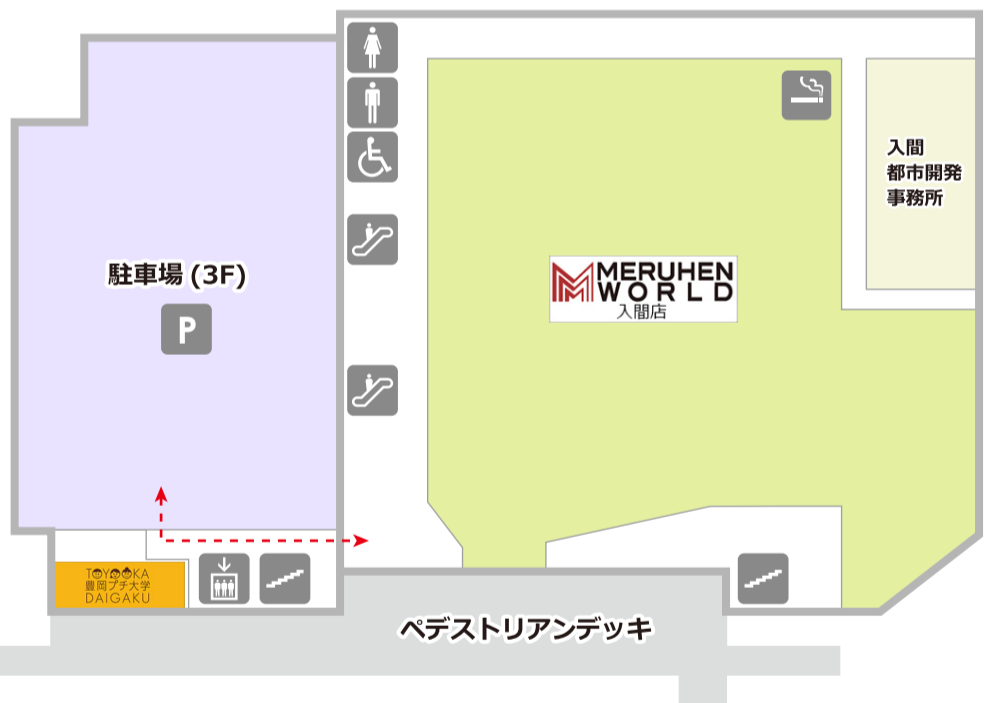 入間
都市開発
事務所
駐車場 (3F)
P
MERUHEN
WORLD
入間店
TOYOOKA
豊岡プチ大学
DAIGAKU
ペデストリアンデッキ